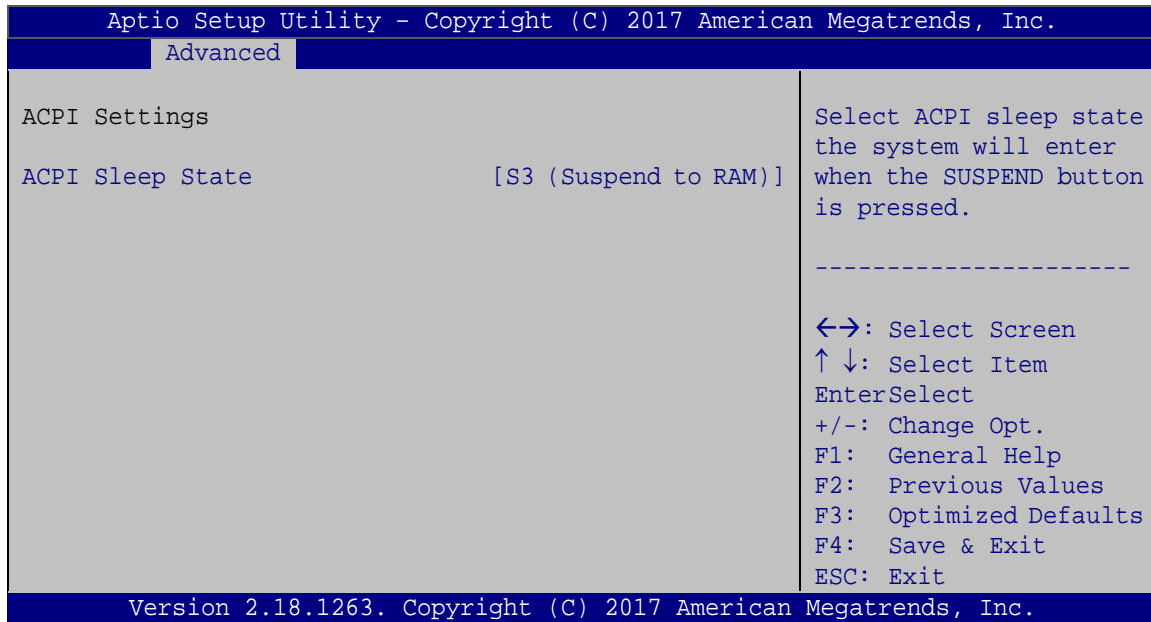 Aptio Setup Utility – Copyright (C) 2017 American Megatrends, Inc.
Advanced
ACPI Settings
ACPI Sleep State [S3 (Suspend to RAM)]
Select ACPI sleep state
the system will enter
when the SUSPEND button
is pressed.
----------------------
←→: Select Screen
↑ ↓: Select Item
EnterSelect
+/-: Change Opt.
F1: General Help
F2: Previous Values
F3: Optimized Defaults
F4: Save & Exit
ESC: Exit
Version 2.18.1263. Copyright (C) 2017 American Megatrends, Inc.